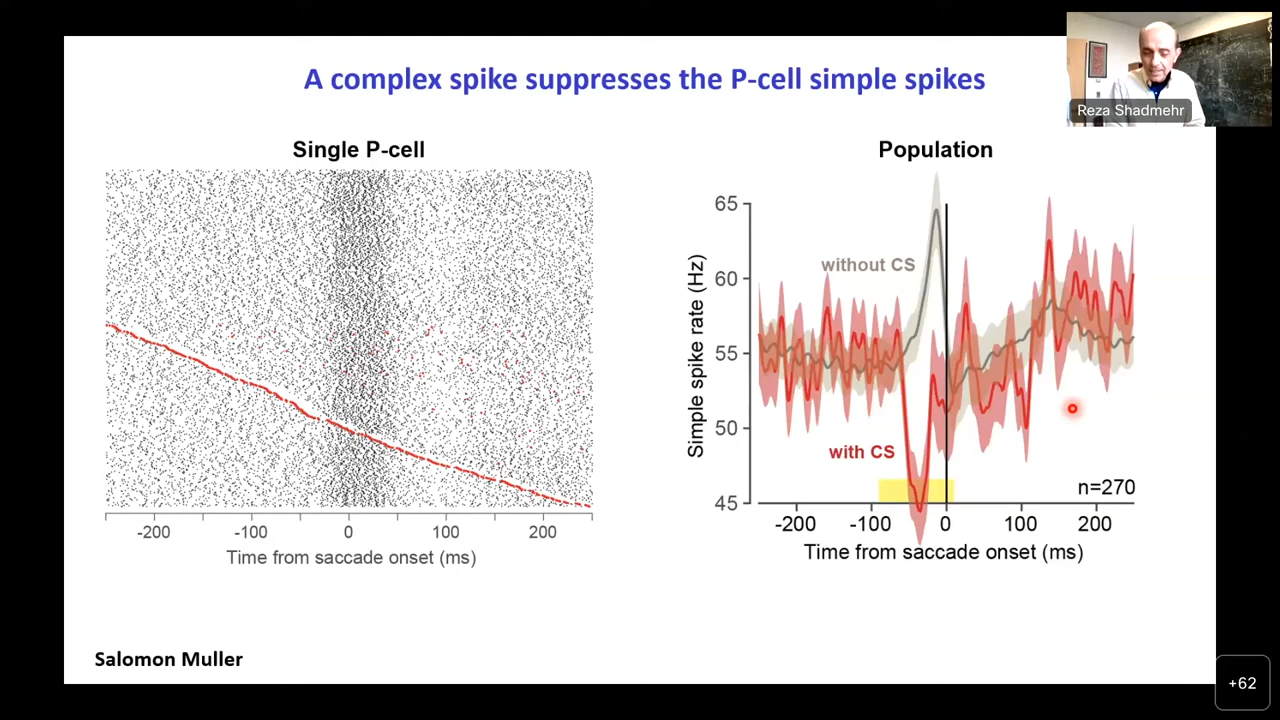 A complex spike suppresses the P-cell simple spikes
Reza Shadmehr
Single P-cell
-200
-100
0
100
200
Time from saccade onset (ms)
Population
Simple spike rate (Hz)
65
60
55
50
45
without CS
with CS
n=270
-200
-100
0
100
200
Time from saccade onset (ms)
Salomon Muller
+62